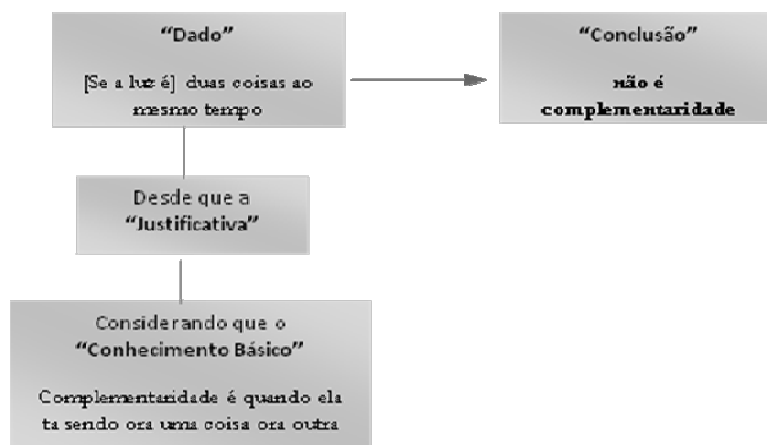 “Dado”
[Se a luz é] duas coisas ao
mesmo tempo
“Conclusão”
não é
complementaridade
Desde que a
“Justificativa”
Considerando que o
“Conhecimento Básico”
Complementaridade é quando ela
ta sendo ora uma coisa ora outra